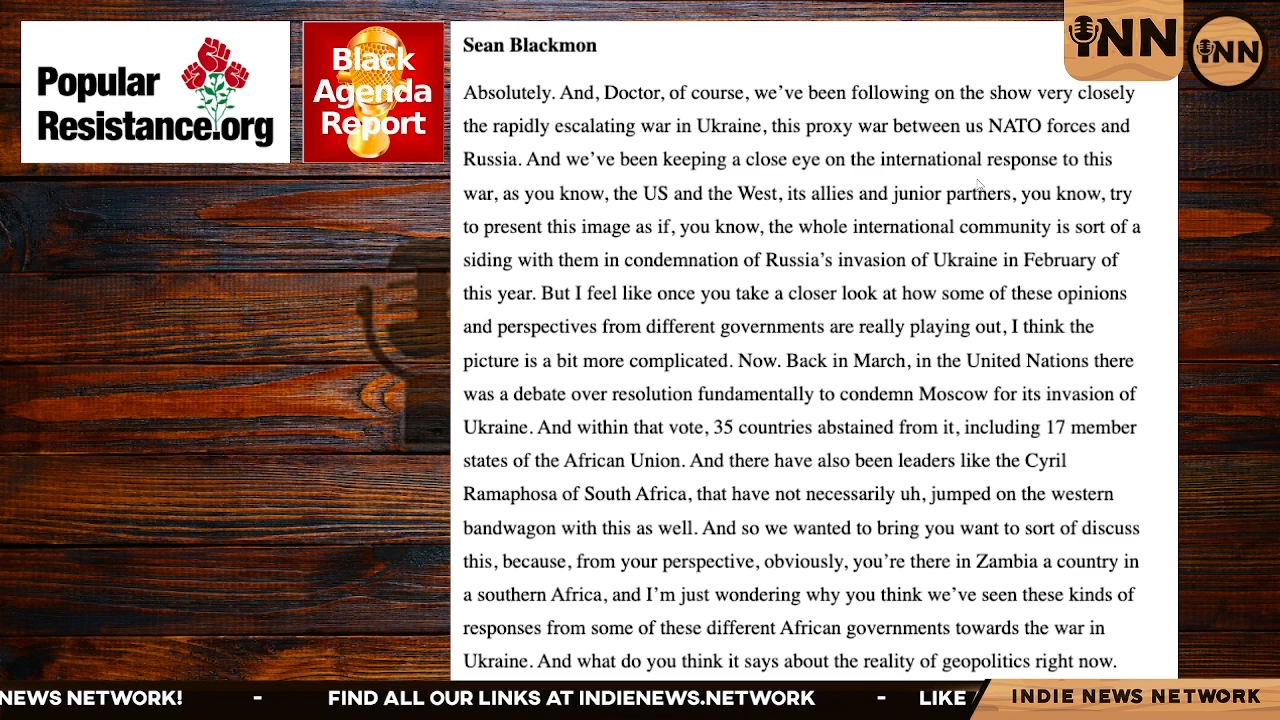 Popular
Resistance.org
Black
Agenda
Report
Sean Blackmon
Absolutely. And, Doctor, of course, we’ve been following on the show very closely
the rapidly escalating war in Ukraine, this proxy war between us NATO forces and
Russia. And we’ve been keeping a close eye on the international response to this
war, as you know, the US and the West, its allies and junior partners, you know, try
to present this image as if, you know, the whole international community is sort of a
siding with them in condemnation of Russia’s invasion of Ukraine in February of
this year. But I feel like once you take a closer look at how some of these opinions
and perspectives from different governments are really playing out, I think the
picture is a bit more complicated. Now. Back in March, in the United Nations there
was a debate over resolution fundamentally to condemn Moscow for its invasion of
Ukraine. And within that vote, 35 countries abstained from it, including 17 member
states of the African Union. And there have also been leaders like the Cyril
Ramaphosa of South Africa, that have not necessarily uh, jumped on the western
bandwagon with this as well. And so we wanted to bring you want to sort of discuss
this, because, from your perspective, obviously, you’re there in Zambia a country in
a southern Africa, and I’m just wondering why you think we’ve seen these kinds of
responses from some of these different African governments towards the war in
Ukraine. And what do you think it says about the reality of geopolitics right now.
INN
INN
NEWS NETWORK! - FIND ALL OUR LINKS AT INDIENEWS.NETWORK - LIKE
INDIE NEWS NETWORK